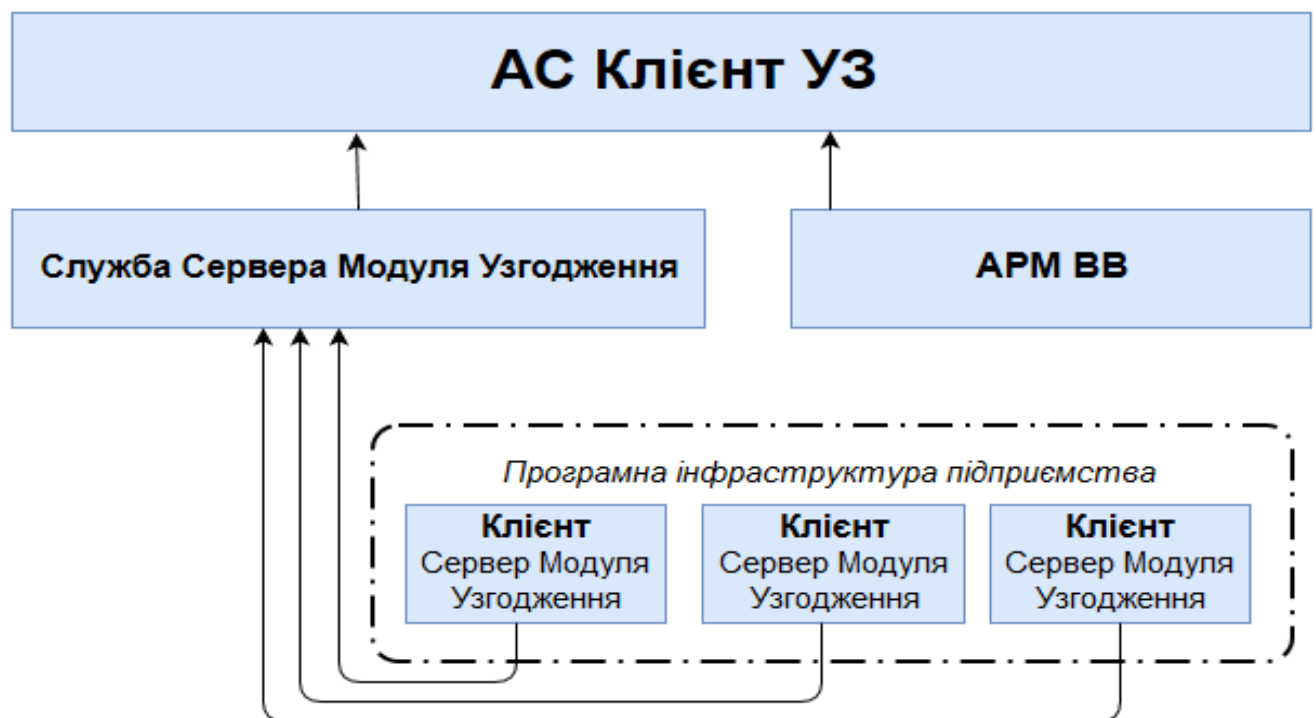 АС Клієнт УЗ
Служба Сервера Модуля Узгодження
АРМ ВВ
Програмна інфраструктура підприємства
Клієнт
Сервер Модуля
Узгодження
Клієнт
Сервер Модуля
Узгодження
Клієнт
Сервер Модуля
Узгодження